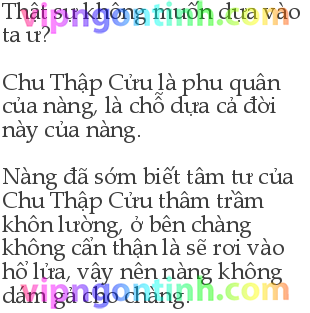 vipngontinh.com
Thật sự không muốn dựa vào
ta ư?
Chu Thập Cửu là phu quân
của nàng, là chỗ dựa cả đời
này của nàng.
Nàng đã sớm biết tâm tư của
Chu Thập Cửu thâm trầm
khôn lường, ở bên chàng
không cẩn thận là sẽ rơi vào
hổ lửa, vậy nên nàng không
dám gả cho chàng.
vipngontinh.com